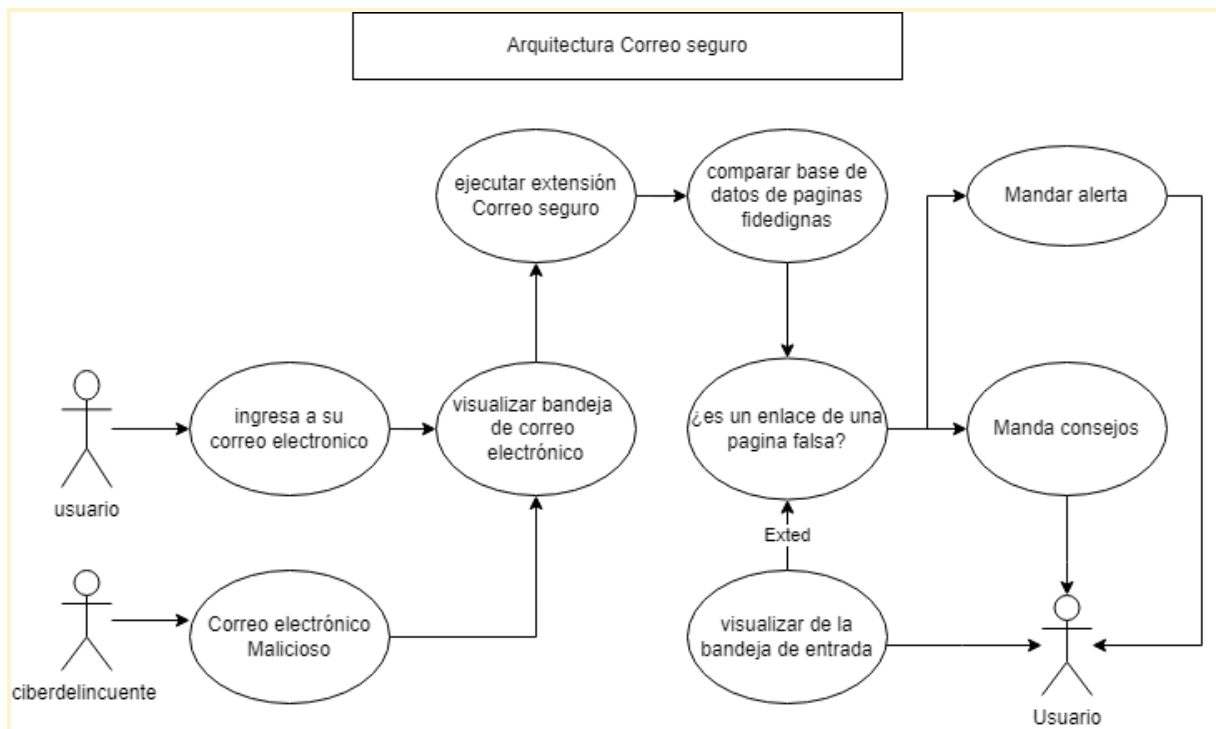 Arquitectura Correo seguro
ejecutar extensión
Correo seguro
comparar base de
datos de paginas
fidedignas
Mandar alerta
ingresa a su
correo electronico
visualizar bandeja
de correo
electrónico
¿es un enlace de una
pagina falsa?
Manda consejos
usuario
Exted
Correo electrónico
Malicioso
visualizar de la
bandeja de entrada
ciberdelincuente
Usuario